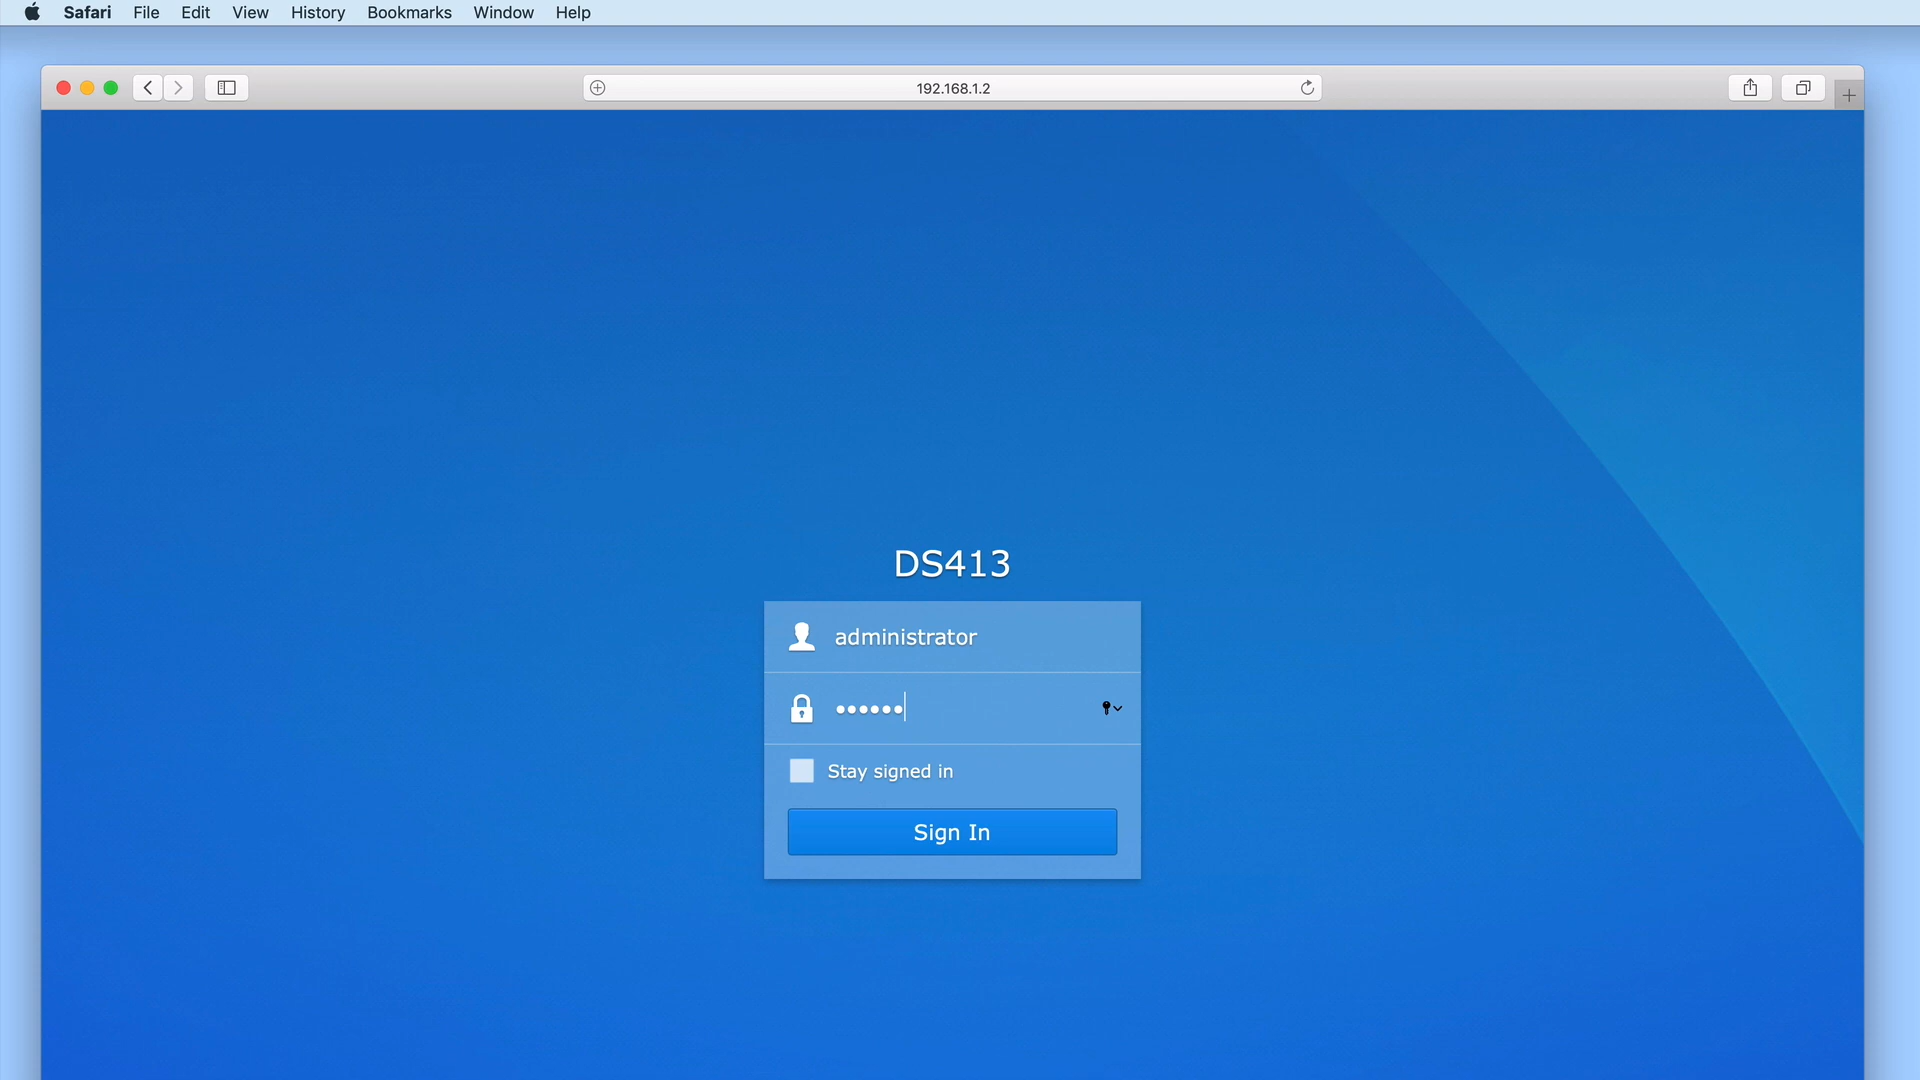 Safari File Edit View History Bookmarks Window Help
192.168.1.2
DS413
administrator
••••••
Stay signed in
Sign In